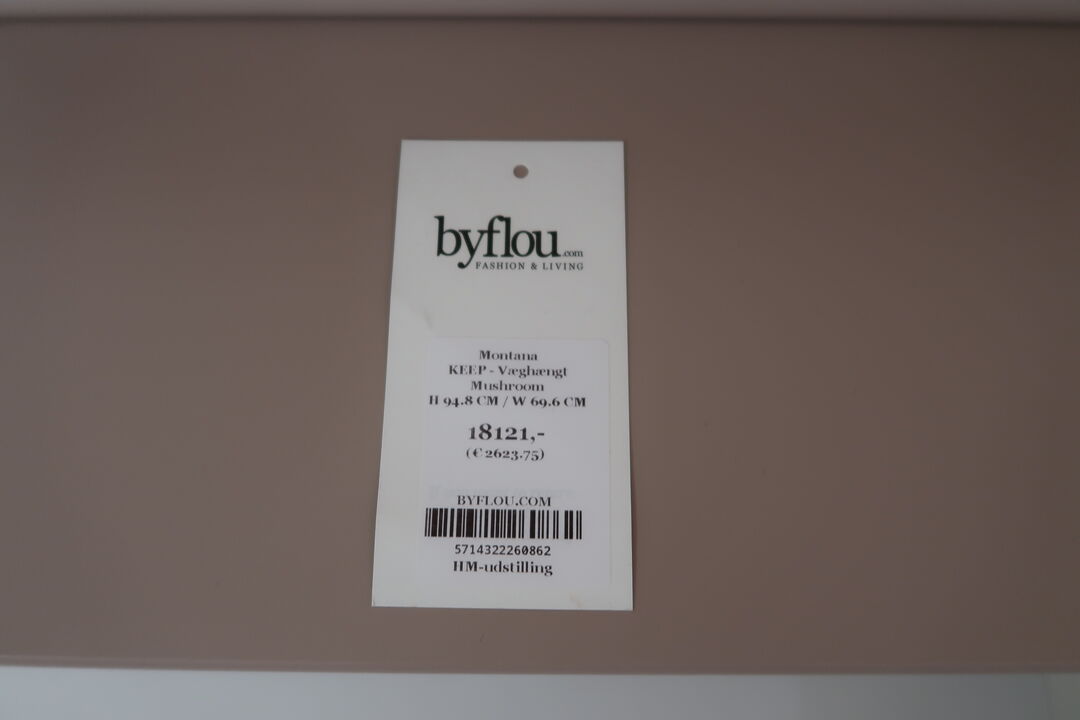 byflou.com
FASHION & LIVING
Montana
KEEP - Væghængt
Mushroom
H 94.8 CM / W 69.6 CM
18121,-
(€ 2623.75)
BYFLOU.COM
5714322260862
HM-udstilling